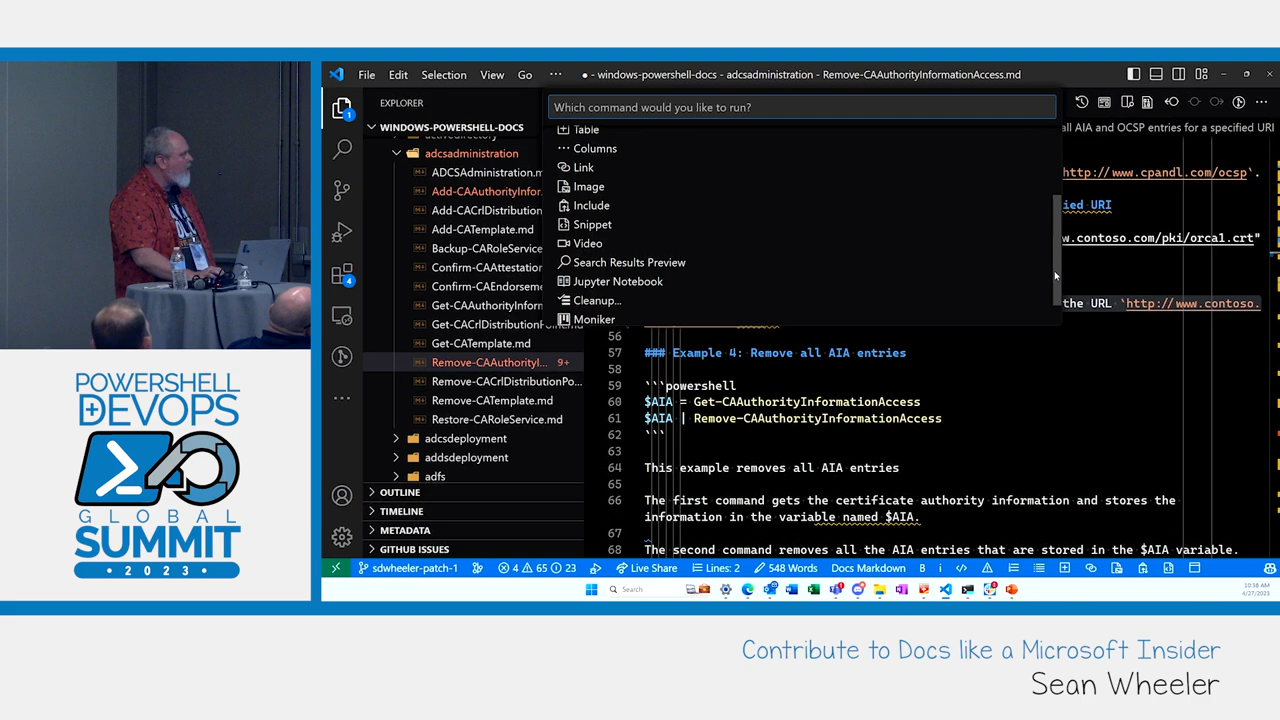 File Edit Selection View Go ··· ● - windows-powershell-docs - adcsadministration - Remove-CAAuthorityInformationAccess.md
EXPLORER
WINDOWS-POWERSHELL-DOCS
adcsadministration
ADCSAdministration.m
Add-CAAuthorityInfor...
Add-CACrlDistribution
Add-CATemplate.md
Backup-CARoleService
Confirm-CAAttestation
Confirm-CAEndorseme
Get-CAAuthorityInform
Get-CACrlDistribution
Get-CATemplate.md
Remove-CAAuthorityI... 9+
Remove-CACrlDistributionPo...
Remove-CATemplate.md
Restore-CARoleService.md
adcsdeployment
addsdeployment
adfs
OUTLINE
TIMELINE
METADATA
GITHUB ISSUES
1
4
Which command would you like to run?
Table
Columns
Link
Image
Include
Snippet
Video
Search Results Preview
Jupyter Notebook
Cleanup...
Moniker
all AIA and OCSP entries for a specified URI
http://www.cpandl.com/ocsp`.
ied URI
w.contoso.com/pki/orca1.crt"
the URL `http://www.contoso.
56
57 ### Example 4: Remove all AIA entries
58
59 ```powershell
60 $AIA = Get-CAAuthorityInformationAccess
61 $AIA | Remove-CAAuthorityInformationAccess
62 ```
63
64 This example removes all AIA entries
65
66 The first command gets the certificate authority information and stores the
information in the variable named $AIA.
67
68 The second command removes all the AIA entries that are stored in the $AIA variable.
sdwheeler-patch-1 4 65 23 Live Share Lines: 2 548 Words Docs Markdown B i
Search
10:38 AM
4/27/2023
POWERSHELL
+DEVOPS
GLOBAL
SUMMIT
2023
Contribute to Docs like a Microsoft Insider
Sean Wheeler